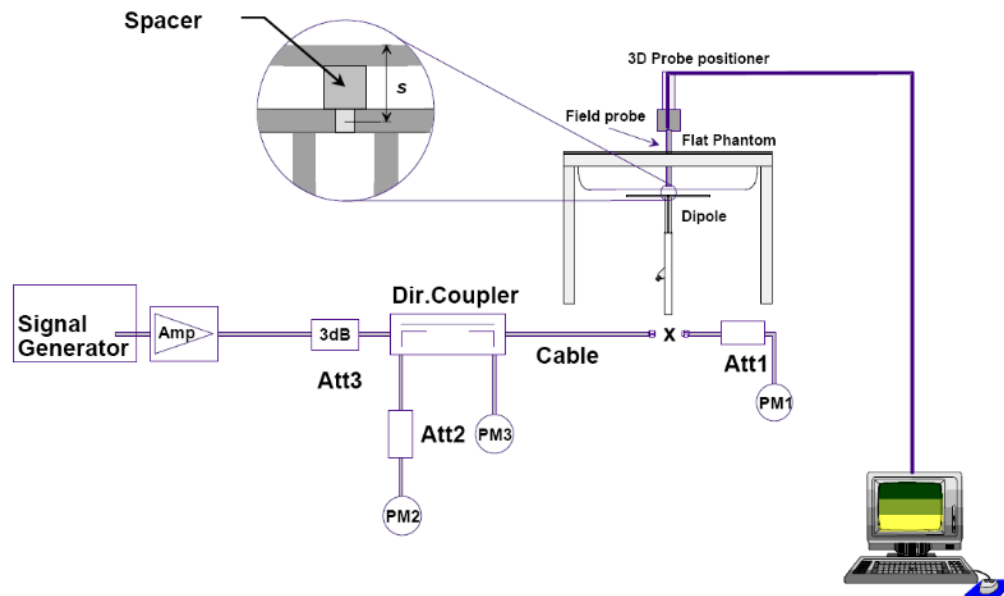 Spacer
s
3D Probe positioner
Field probe
Flat Phantom
Dipole
Signal
Generator
Amp
3dB
Att3
Dir.Coupler
Cable
x
Att1
PM1
Att2
PM3
PM2